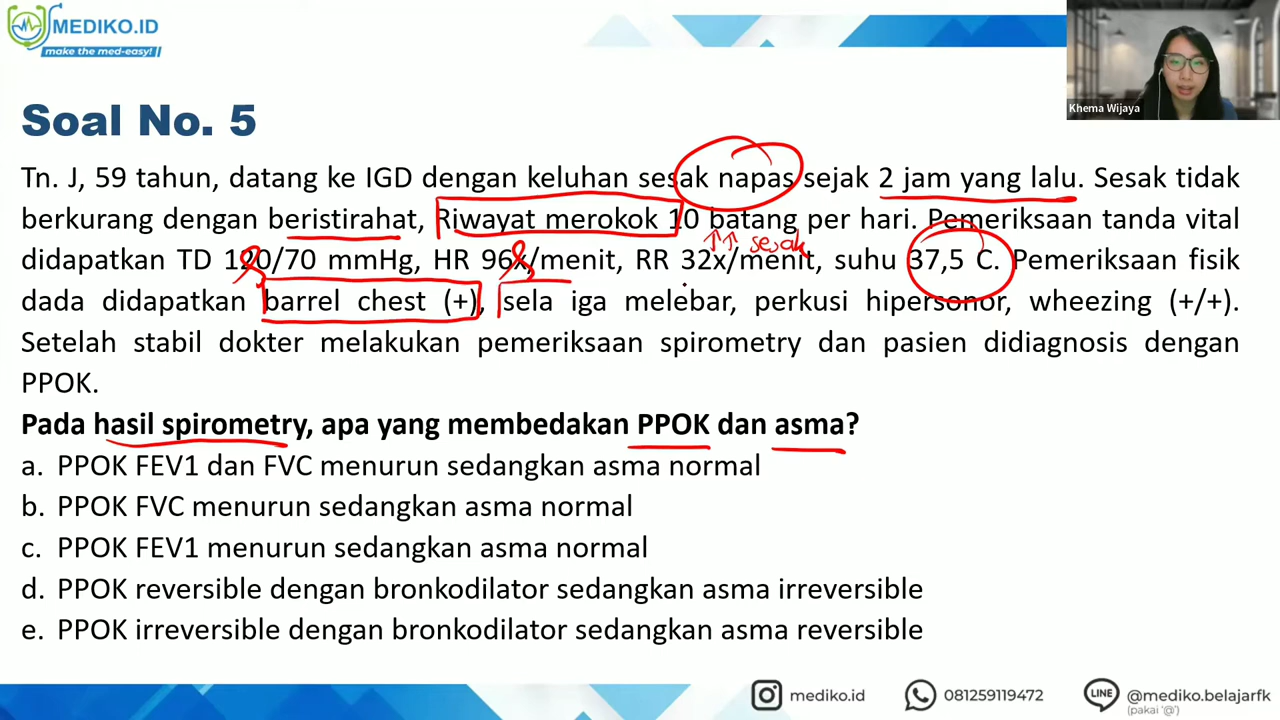 MEDIKO.ID
make the med-easy!
Khema Wijaya
Soal No. 5
Tn. J, 59 tahun, datang ke IGD dengan keluhan sesak napas sejak 2 jam yang lalu. Sesak tidak
berkurang dengan beristirahat, Riwayat merokok 10 batang per hari. Pemeriksaan tanda vital
sesak
didapatkan TD 120/70 mmHg, HR 96x/menit, RR 32x/menit, suhu 37,5 C. Pemeriksaan fisik
dada didapatkan barrel chest (+), sela iga melebar, perkusi hipersonor, wheezing (+/+).
Setelah stabil dokter melakukan pemeriksaan spirometry dan pasien didiagnosis dengan
PPOK.
Pada hasil spirometry, apa yang membedakan PPOK dan asma?
a. PPOK FEV1 dan FVC menurun sedangkan asma normal
b. PPOK FVC menurun sedangkan asma normal
c. PPOK FEV1 menurun sedangkan asma normal
d. PPOK reversible dengan bronkodilator sedangkan asma irreversible
e. PPOK irreversible dengan bronkodilator sedangkan asma reversible
mediko.id
081259119472
LINE
@mediko.belajarfk
(pakai '@')